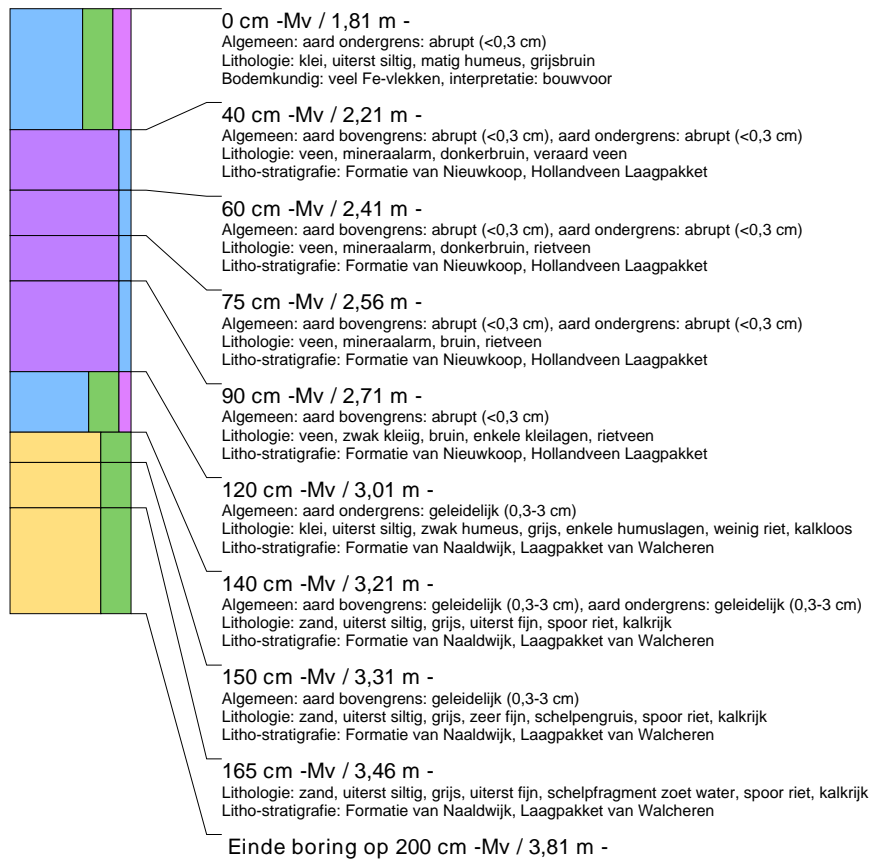 0 cm -Mv / 1,81 m -
Algemeen: aard ondergrens: abrupt (<0,3 cm)
Lithologie: klei, uiterst siltig, matig humeus, grijsbruin
Bodemkundig: veel Fe-vlekken, interpretatie: bouwvoor
40 cm -Mv / 2,21 m -
Algemeen: aard bovengrens: abrupt (<0,3 cm), aard ondergrens: abrupt (<0,3 cm)
Lithologie: veen, mineraalarm, donkerbruin, veraard veen
Litho-stratigrafie: Formatie van Nieuwkoop, Hollandveen Laagpakket
60 cm -Mv / 2,41 m -
Algemeen: aard bovengrens: abrupt (<0,3 cm), aard ondergrens: abrupt (<0,3 cm)
Lithologie: veen, mineraalarm, donkerbruin, rietveen
Litho-stratigrafie: Formatie van Nieuwkoop, Hollandveen Laagpakket
75 cm -Mv / 2,56 m -
Algemeen: aard bovengrens: abrupt (<0,3 cm), aard ondergrens: abrupt (<0,3 cm)
Lithologie: veen, mineraalarm, bruin, rietveen
Litho-stratigrafie: Formatie van Nieuwkoop, Hollandveen Laagpakket
90 cm -Mv / 2,71 m -
Algemeen: aard bovengrens: abrupt (<0,3 cm)
Lithologie: veen, zwak kleiig, bruin, enkele kleilagen, rietveen
Litho-stratigrafie: Formatie van Nieuwkoop, Hollandveen Laagpakket
120 cm -Mv / 3,01 m -
Algemeen: aard ondergrens: geleidelijk (0,3-3 cm)
Lithologie: klei, uiterst siltig, zwak humeus, grijs, enkele humuslagen, weinig riet, kalkloos
Litho-stratigrafie: Formatie van Naaldwijk, Laagpakket van Walcheren
140 cm -Mv / 3,21 m -
Algemeen: aard bovengrens: geleidelijk (0,3-3 cm), aard ondergrens: geleidelijk (0,3-3 cm)
Lithologie: zand, uiterst siltig, grijs, uiterst fijn, spoor riet, kalkrijk
Litho-stratigrafie: Formatie van Naaldwijk, Laagpakket van Walcheren
150 cm -Mv / 3,31 m -
Algemeen: aard bovengrens: geleidelijk (0,3-3 cm)
Lithologie: zand, uiterst siltig, grijs, zeer fijn, schelpengruis, spoor riet, kalkrijk
Litho-stratigrafie: Formatie van Naaldwijk, Laagpakket van Walcheren
165 cm -Mv / 3,46 m -
Lithologie: zand, uiterst siltig, grijs, uiterst fijn, schelpfragment zoet water, spoor riet, kalkrijk
Litho-stratigrafie: Formatie van Naaldwijk, Laagpakket van Walcheren
Einde boring op 200 cm -Mv / 3,81 m -